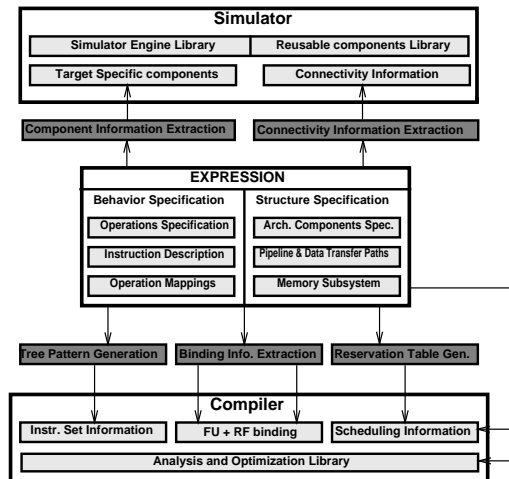 Simulator
Simulator Engine Library
Reusable components Library
Target Specific components
Connectivity Information
Component Information Extraction
Connectivity Information Extraction
EXPRESSION
Behavior Specification
Structure Specification
Operations Specification
Arch. Components Spec.
Instruction Description
Pipeline & Data Transfer Paths
Operation Mappings
Memory Subsystem
Tree Pattern Generation
Binding Info. Extraction
Reservation Table Gen.
Compiler
Instr. Set Information
FU + RF binding
Scheduling Information
Analysis and Optimization Library